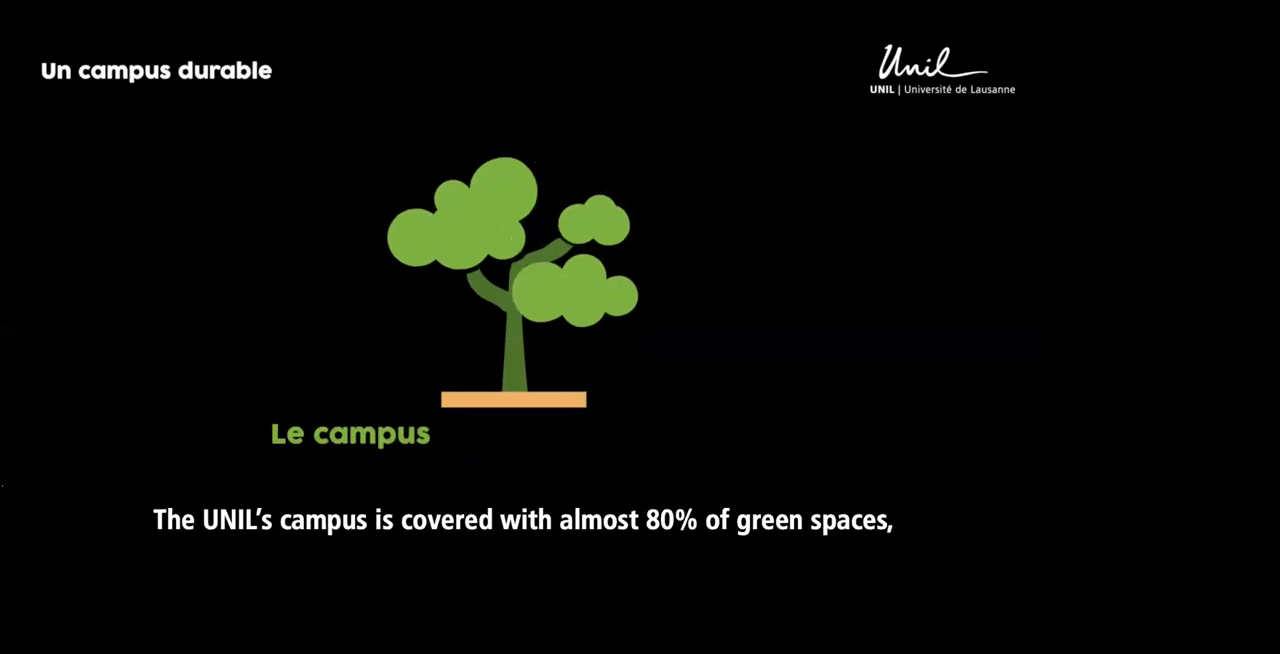 Un campus durable
Unil
UNIL | Université de Lausanne
Le campus
The UNIL’s campus is covered with almost 80% of green spaces,